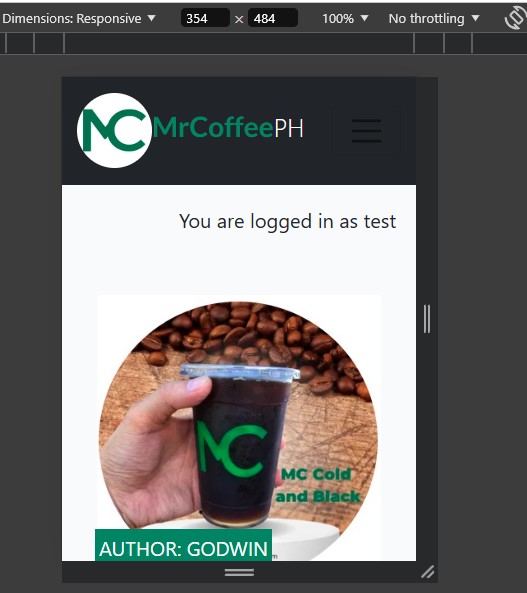 Dimensions: Responsive ▼ 354 × 484 100% ▼ No throttling ▼
MC MrCoffeePH
You are logged in as test
MC
MC Cold
and Black
AUTHOR: GODWIN